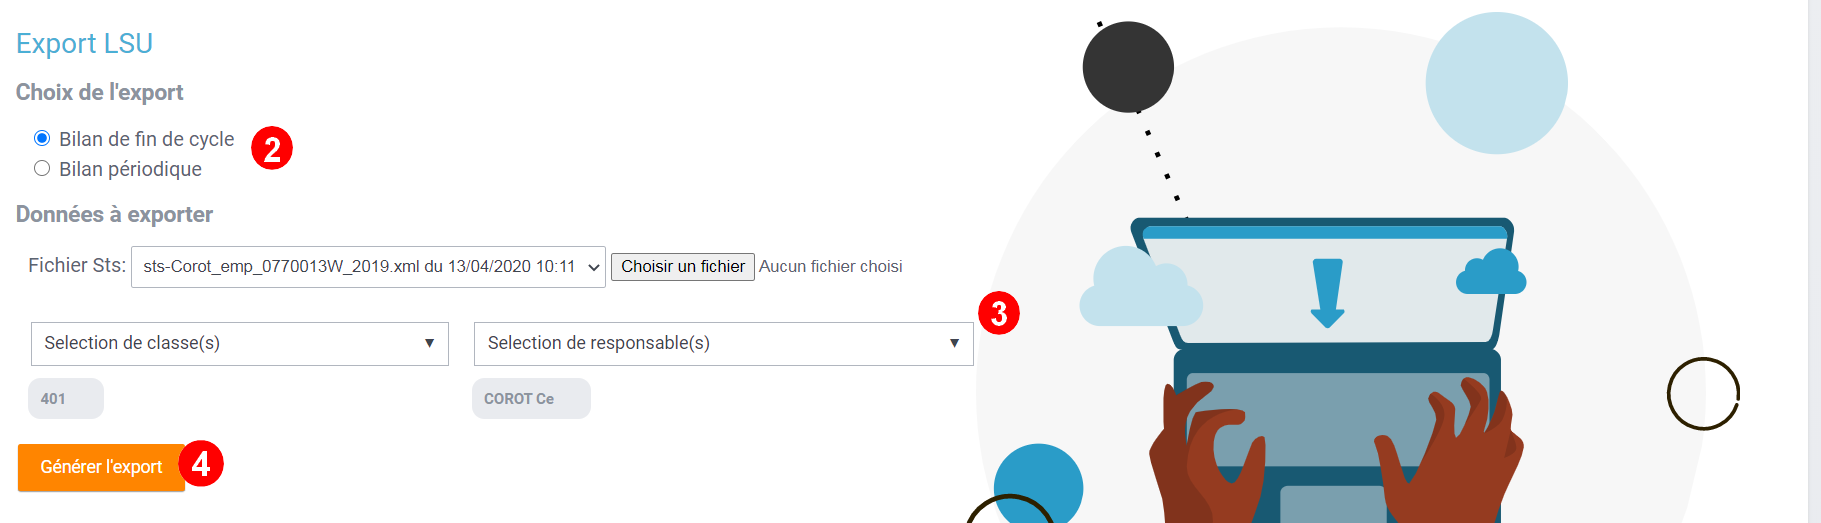 Export LSU
Choix de l'export
Bilan de fin de cycle
2
Bilan périodique
Données à exporter
Fichier Sts: sts-Corot_emp_0770013W_2019.xml du 13/04/2020 10:11 Choisir un fichier Aucun fichier choisi
3
Selection de classe(s) Selection de responsable(s)
401 COROT Ce
Générer l'export 4